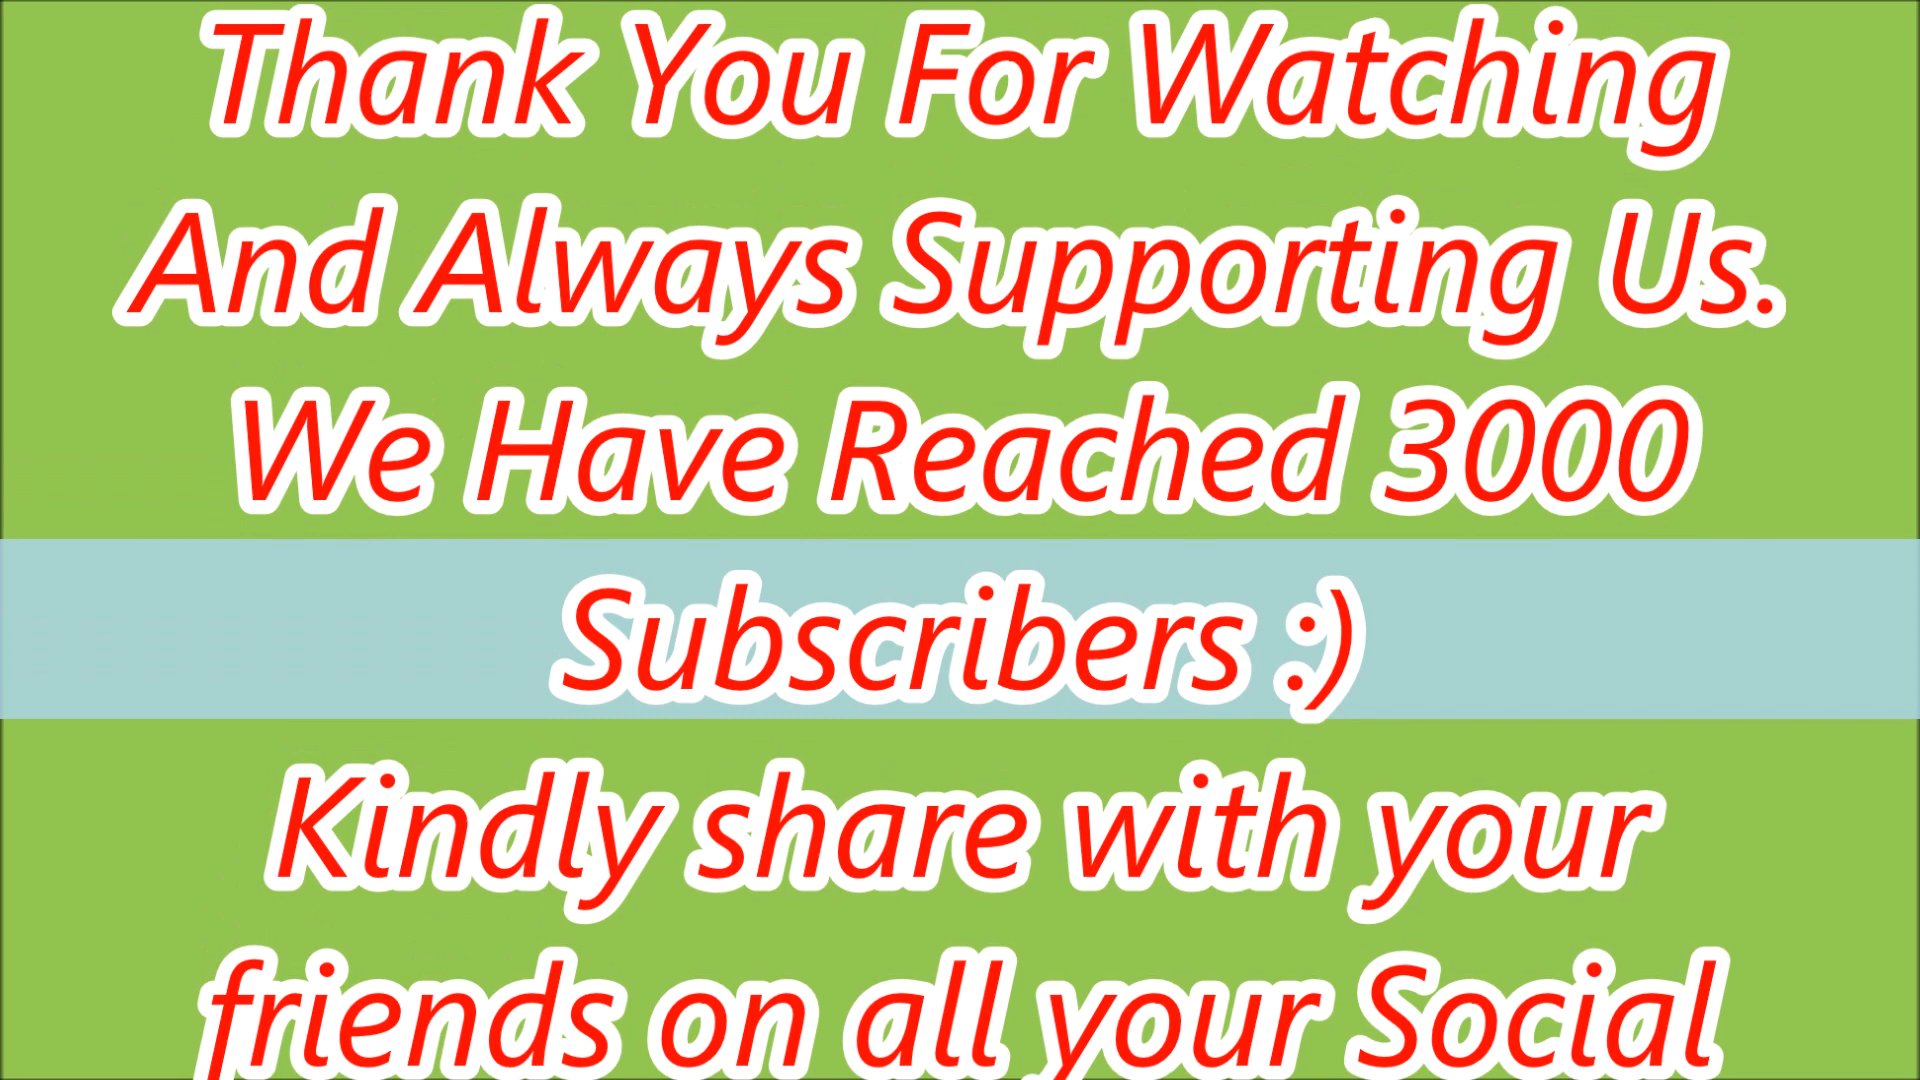 Thank You For Watching
And Always Supporting Us.
We Have Reached 3000
Subscribers :)
Kindly share with your
friends on all your Social